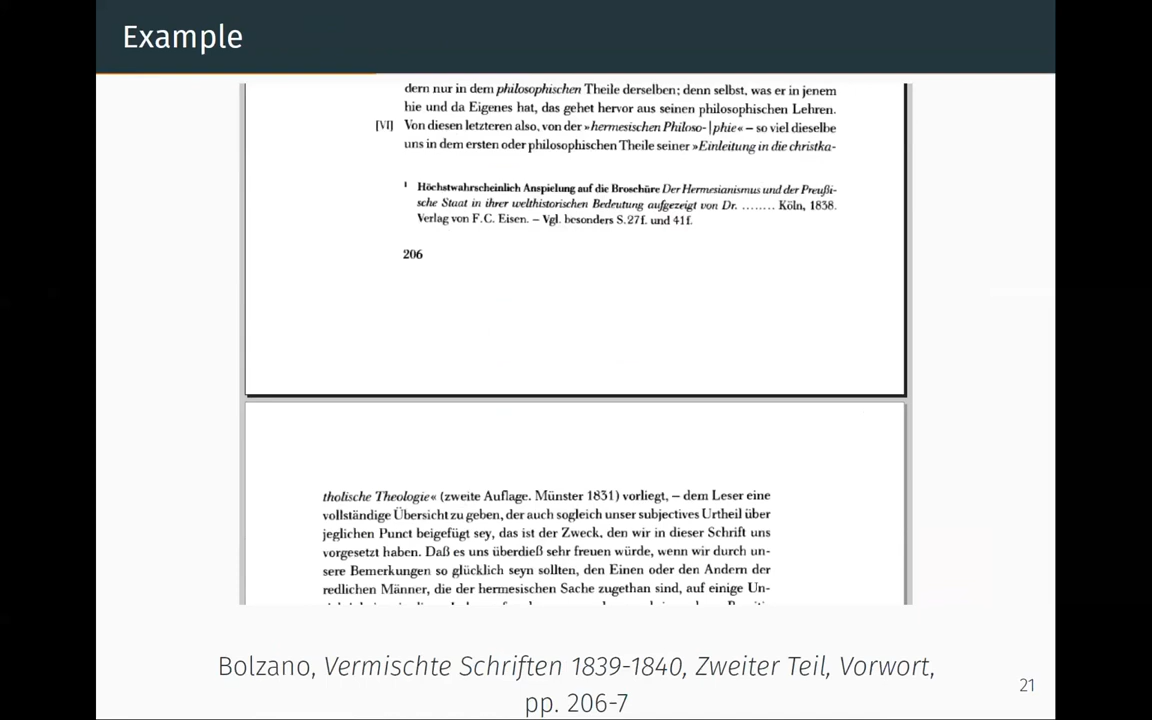 Example
dern nur in dem philosophischen Theile derselben; denn selbst, was er in jenem
hie und da Eigenes hat, das gehet hervor aus seinen philosophischen Lehren.
[VI] Von diesen letzteren also, von der »hermesischen Philoso-|phie« – so viel dieselbe
uns in dem ersten oder philosophischen Theile seiner »Einleitung in die christka-
1 Höchstwahrscheinlich Anspielung auf die Broschüre Der Hermesianismus und der Preußi-
sche Staat in ihrer welthistorischen Bedeutung aufgezeigt von Dr. ........ Köln, 1838.
Verlag von F.C. Eisen. – Vgl. besonders S.27f. und 41f.
206
tholische Theologie« (zweite Auflage. Münster 1831) vorliegt, – dem Leser eine
vollständige Übersicht zu geben, der auch sogleich unser subjectives Urtheil über
jeglichen Punct beigefügt sey, das ist der Zweck, den wir in dieser Schrift uns
vorgesetzt haben. Daß es uns überdieß sehr freuen würde, wenn wir durch un-
sere Bemerkungen so glücklich seyn sollten, den Einen oder den Andern der
redlichen Männer, die der hermesischen Sache zugethan sind, auf einige Un-
Bolzano, Vermischte Schriften 1839-1840, Zweiter Teil, Vorwort,
pp. 206-7
21